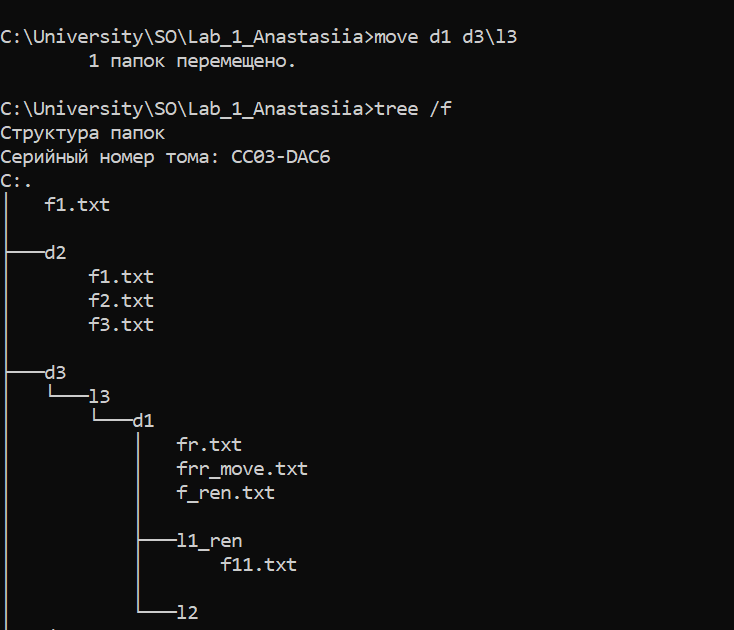 C:\University\SO\Lab_1_Anastasiia>move d1 d3\l3
        1 папок перемещено.
C:\University\SO\Lab_1_Anastasiia>tree /f
Структура папок
Серийный номер тома: CC03-DAC6
C:.
│   f1.txt
├───d2
│       f1.txt
│       f2.txt
│       f3.txt
├───d3
│   └───l3
│       └───d1
│           │   fr.txt
│           │   frr_move.txt
│           │   f_ren.txt
│           ├───l1_ren
│           │       f11.txt
│           └───l2